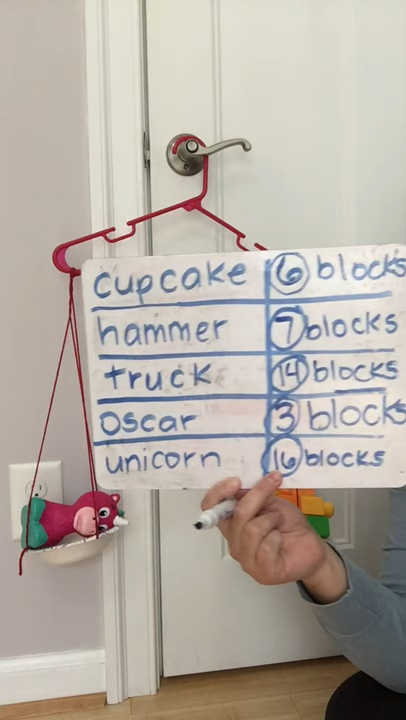 cupcake 6 blocks
hammer 7 blocks
truck 14 blocks
oscar 3 blocks
unicorn 16 blocks